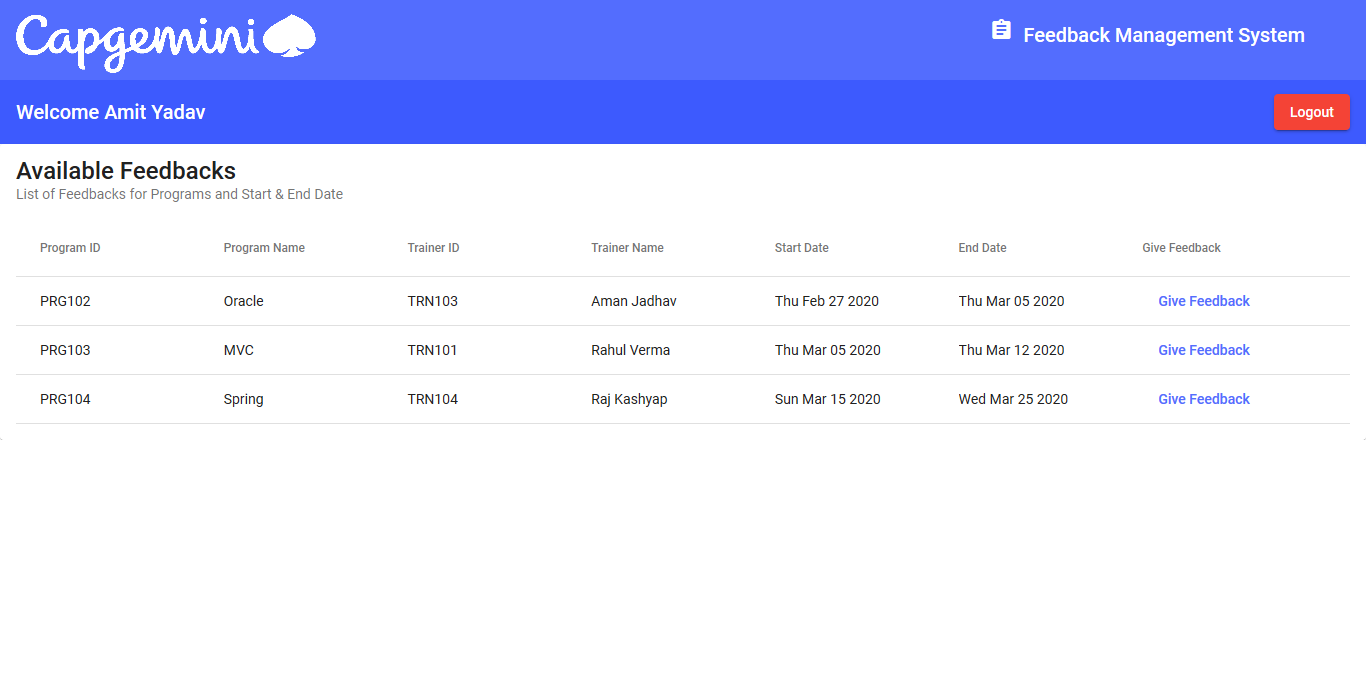 Capgemini
Feedback Management System
Welcome Amit Yadav
Logout
Available Feedbacks
List of Feedbacks for Programs and Start & End Date
Program ID Program Name Trainer ID Trainer Name Start Date End Date Give Feedback
PRG102 Oracle TRN103 Aman Jadhav Thu Feb 27 2020 Thu Mar 05 2020 Give Feedback
PRG103 MVC TRN101 Rahul Verma Thu Mar 05 2020 Thu Mar 12 2020 Give Feedback
PRG104 Spring TRN104 Raj Kashyap Sun Mar 15 2020 Wed Mar 25 2020 Give Feedback